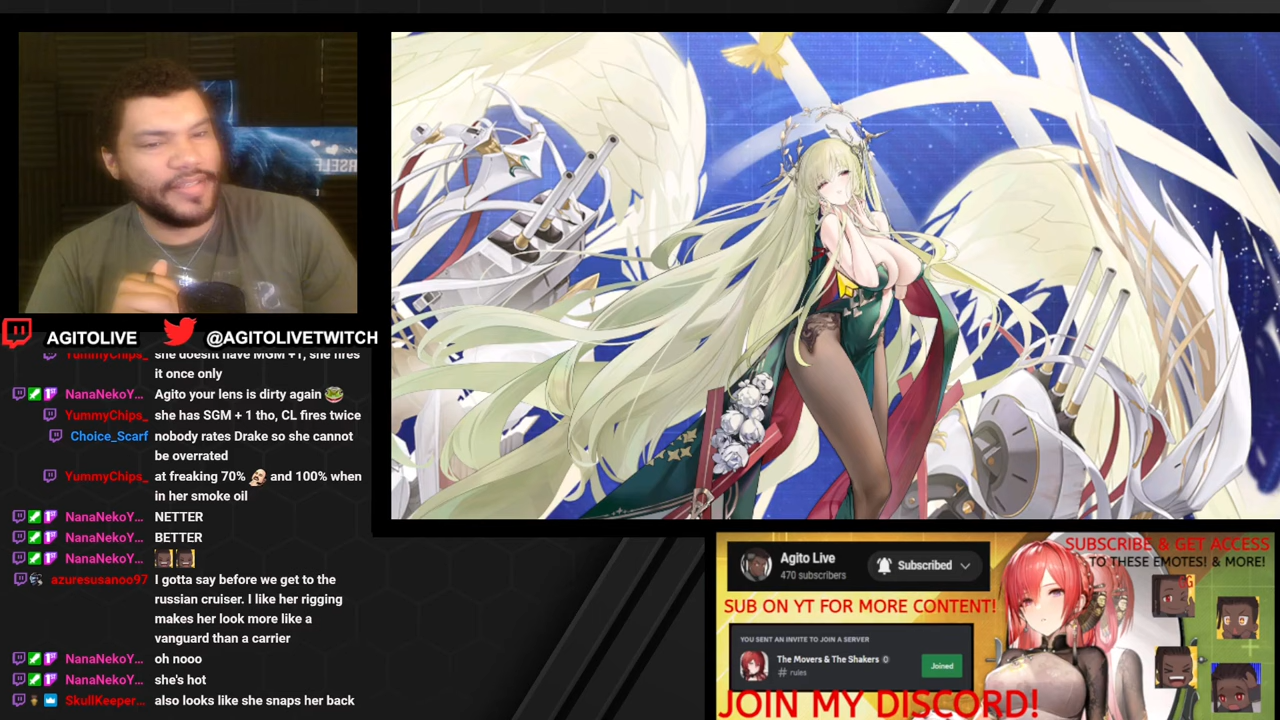 AGITOLIVE
@AGITOLIVETWITCH
YummyChips_ she doesnt have MGM +1, she fires
it once only
NanaNekoY... Agito your lens is dirty again
YummyChips_ she has SGM + 1 tho, CL fires twice
Choice_Scarf nobody rates Drake so she cannot
be overrated
YummyChips_ at freaking 70% and 100% when
in her smoke oil
NanaNekoY... NETTER
NanaNekoY... BETTER
NanaNekoY...
azuresusanoo97 I gotta say before we get to the
russian cruiser. I like her rigging
makes her look more like a
vanguard than a carrier
NanaNekoY... oh nooo
NanaNekoY... she's hot
SkullKeeper... also looks like she snaps her back
Agito Live
470 subscribers
Subscribed
SUB ON YT FOR MORE CONTENT!
YOU SENT AN INVITE TO JOIN A SERVER
The Movers & The Shakers
# rules
Joined
JOIN MY DISCORD!
SUBSCRIBE & GET ACCESS
TO THESE EMOTES! & MORE!